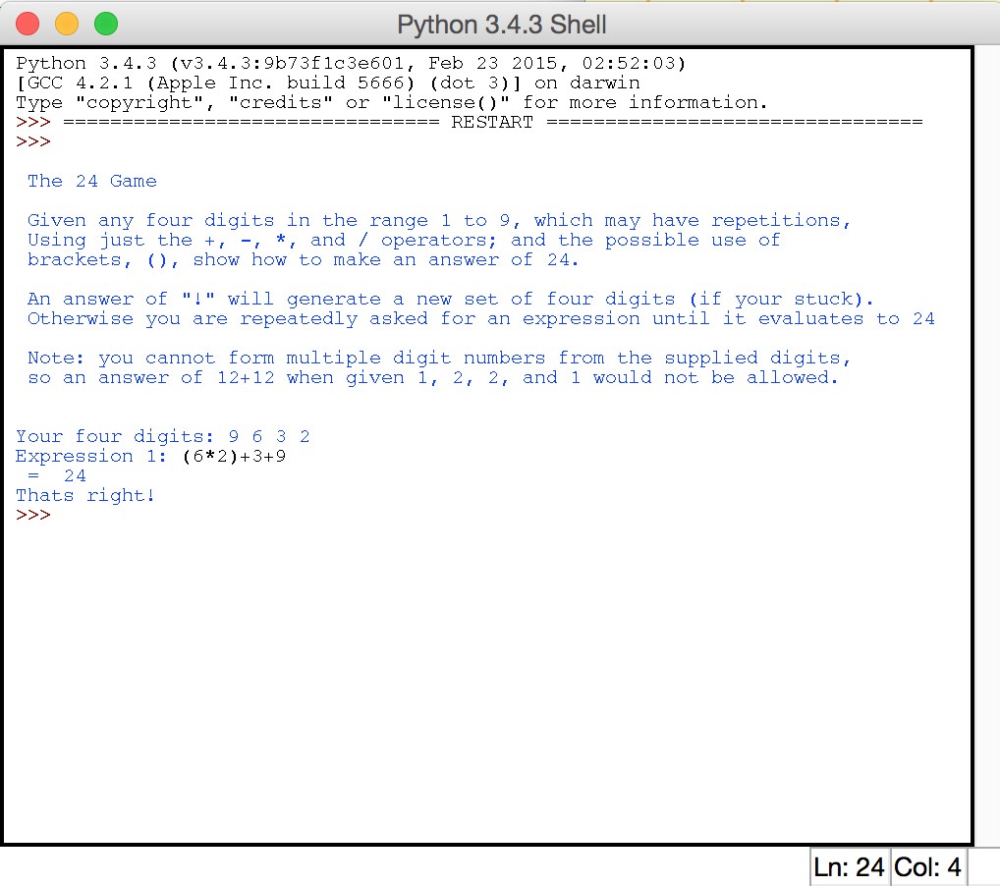 Python 3.4.3 Shell
Python 3.4.3 (v3.4.3:9b73f1c3e601, Feb 23 2015, 02:52:03)
[GCC 4.2.1 (Apple Inc. build 5666) (dot 3)] on darwin
Type "copyright", "credits" or "license()" for more information.
>>> ================================ RESTART ================================
>>>
The 24 Game
Given any four digits in the range 1 to 9, which may have repetitions,
Using just the +, -, *, and / operators; and the possible use of
brackets, (), show how to make an answer of 24.
An answer of "!" will generate a new set of four digits (if your stuck).
Otherwise you are repeatedly asked for an expression until it evaluates to 24
Note: you cannot form multiple digit numbers from the supplied digits,
so an answer of 12+12 when given 1, 2, 2, and 1 would not be allowed.
Your four digits: 9 6 3 2
Expression 1: (6*2)+3+9
=  24
Thats right!
>>>
Ln: 24 Col: 4